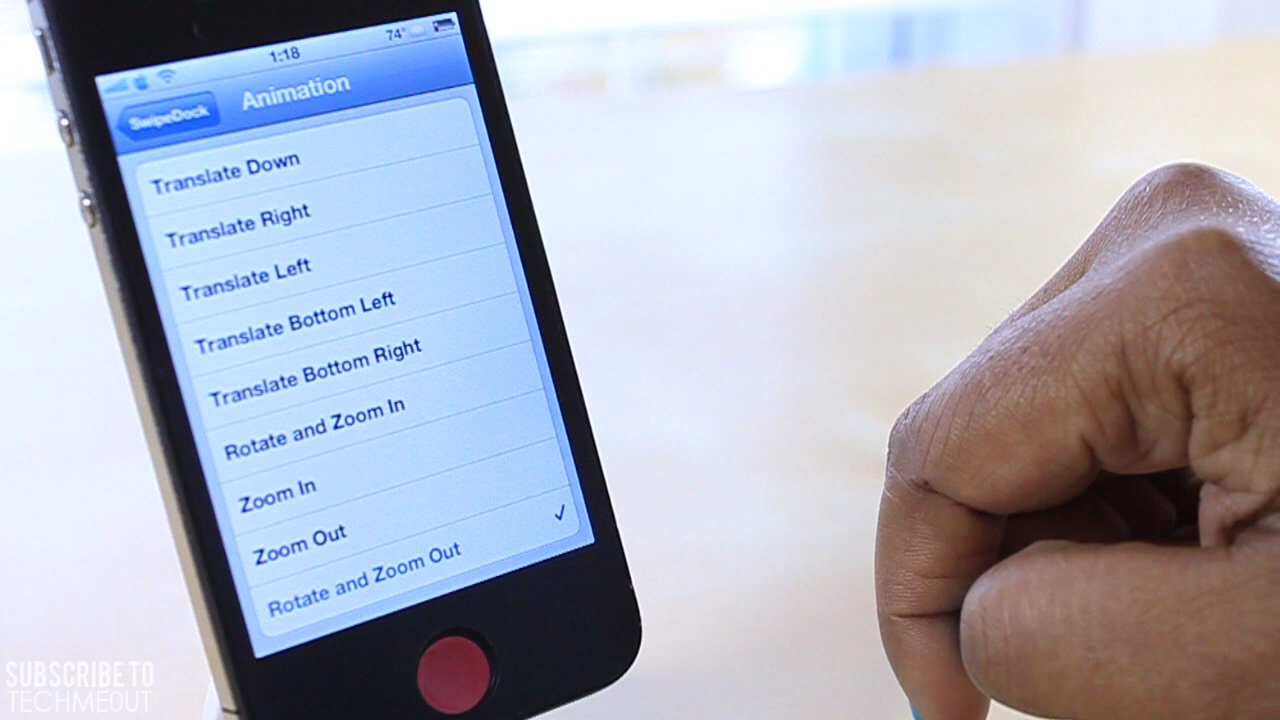 1:18
74°
SwipeDock
Animation
Translate Down
Translate Right
Translate Left
Translate Bottom Left
Translate Bottom Right
Rotate and Zoom In
Zoom In
Zoom Out
Rotate and Zoom Out
SUBSCRIBE TO
TECHMEOUT